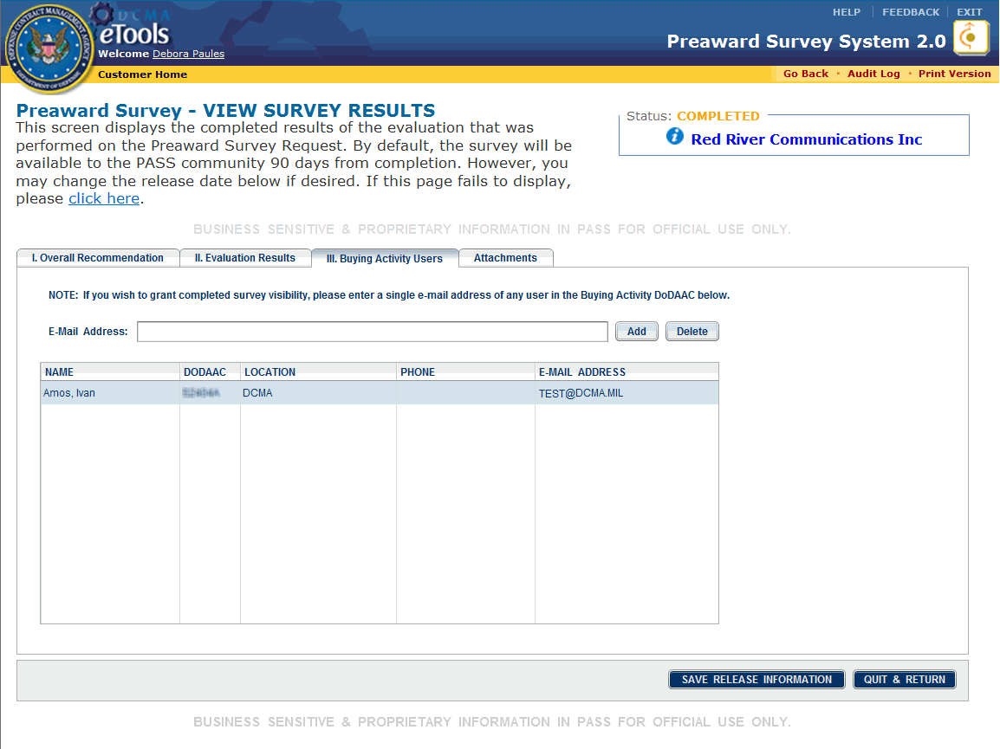 HELP | FEEDBACK | EXIT
DCMA
eTools
Preaward Survey System 2.0
Welcome Debora Paules
DEFENSE CONTRACT MANAGEMENT AGENCY
DEPARTMENT OF DEFENSE
Customer Home
Go Back · Audit Log · Print Version
Preaward Survey - VIEW SURVEY RESULTS
This screen displays the completed results of the evaluation that was
performed on the Preaward Survey Request. By default, the survey will be
available to the PASS community 90 days from completion. However, you
may change the release date below if desired. If this page fails to display,
please click here.
Status: COMPLETED
Red River Communications Inc
BUSINESS SENSITIVE & PROPRIETARY INFORMATION IN PASS FOR OFFICIAL USE ONLY.
I. Overall Recommendation II. Evaluation Results III. Buying Activity Users Attachments
NOTE: If you wish to grant completed survey visibility, please enter a single e-mail address of any user in the Buying Activity DoDAAC below.
E-Mail Address: Add Delete
NAME DODAAC LOCATION PHONE E-MAIL ADDRESS
Amos, Ivan DCMA TEST@DCMA.MIL
SAVE RELEASE INFORMATION QUIT & RETURN
BUSINESS SENSITIVE & PROPRIETARY INFORMATION IN PASS FOR OFFICIAL USE ONLY.